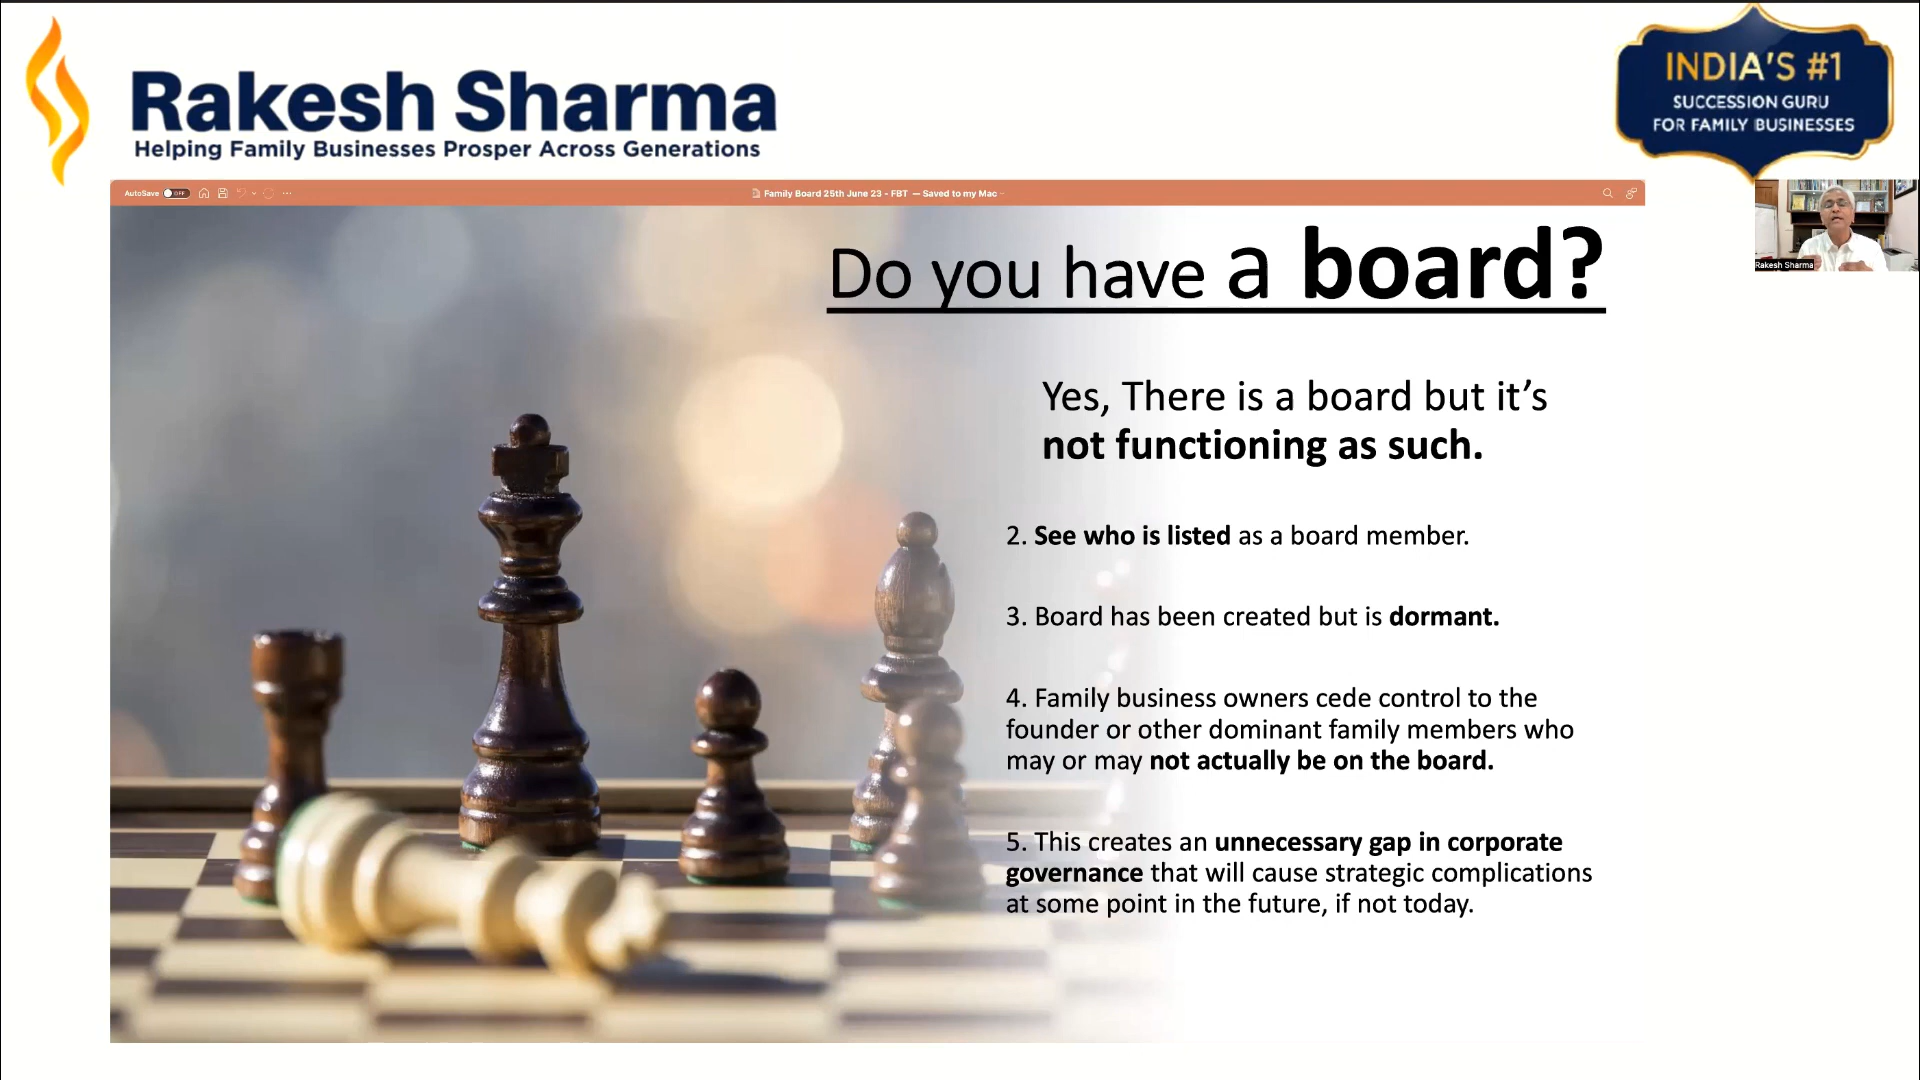 Rakesh Sharma
Helping Family Businesses Prosper Across Generations
INDIA'S #1
SUCCESSION GURU
FOR FAMILY BUSINESSES
AutoSave OFF
Family Board 25th June 23 - FBT — Saved to my Mac
Rakesh Sharma
Do you have a board?
Yes, There is a board but it’s
not functioning as such.
2. See who is listed as a board member.
3. Board has been created but is dormant.
4. Family business owners cede control to the
founder or other dominant family members who
may or may not actually be on the board.
5. This creates an unnecessary gap in corporate
governance that will cause strategic complications
at some point in the future, if not today.